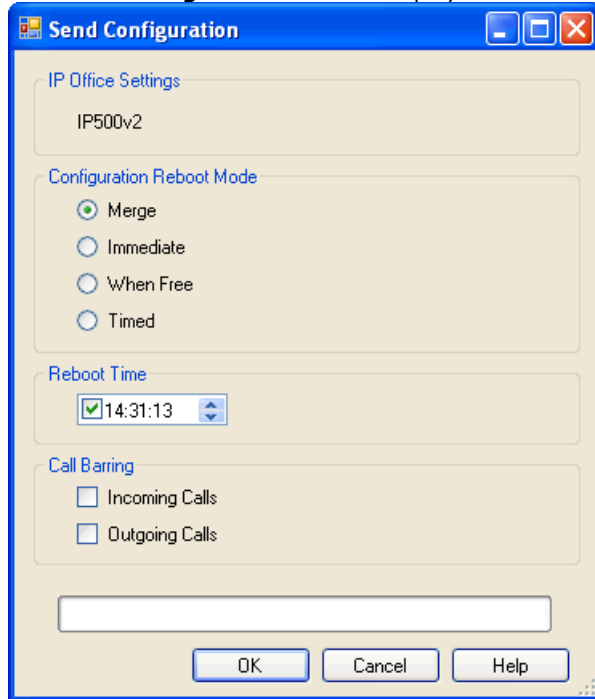 Send Configuration
IP Office Settings
IP500v2
Configuration Reboot Mode
Merge
Immediate
When Free
Timed
Reboot Time
14:31:13
Call Barring
Incoming Calls
Outgoing Calls
OK Cancel Help